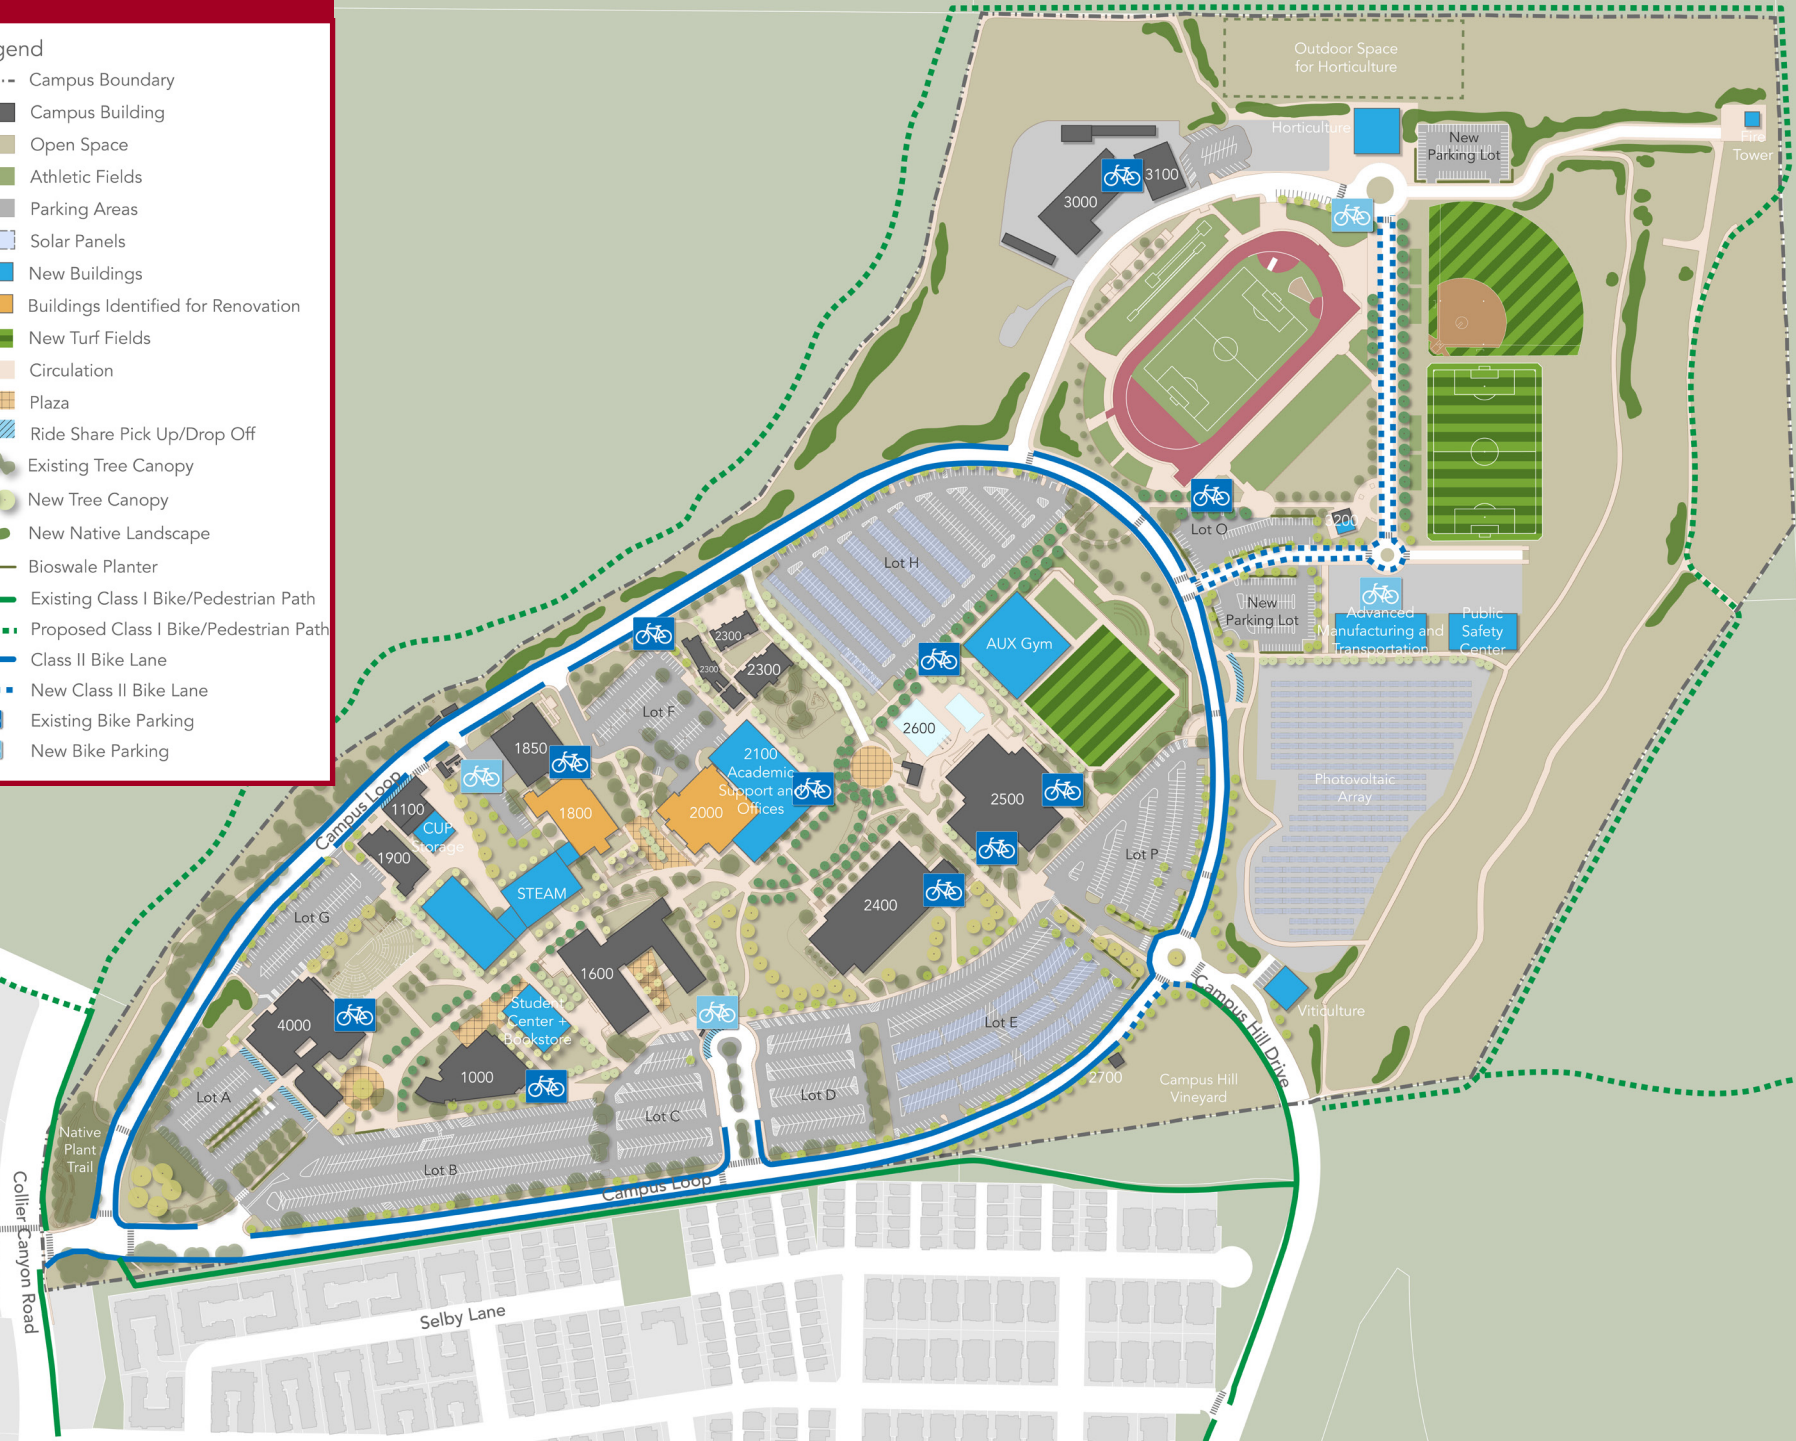 gend
Campus Boundary
Campus Building
Open Space
Athletic Fields
Parking Areas
Solar Panels
New Buildings
Buildings Identified for Renovation
New Turf Fields
Circulation
Plaza
Ride Share Pick Up/Drop Off
Existing Tree Canopy
New Tree Canopy
New Native Landscape
Bioswale Planter
Existing Class I Bike/Pedestrian Path
Proposed Class I Bike/Pedestrian Path
Class II Bike Lane
New Class II Bike Lane
Existing Bike Parking
New Bike Parking
Outdoor Space
for Horticulture
Horticulture
New
Parking Lot
Fire
Tower
3100
3000
Lot O
3200
Lot H
New
Parking Lot
Advanced
Manufacturing and
Transportation
Public
Safety
Center
AUX Gym
2300
2300
2300
Lot F
2600
1850
2100
Academic
Support and
Offices
Photovoltaic
Array
Campus Loop
1100
1800
2000
2500
CUP
Storage
1900
Lot P
STEAM
2400
Lot G
1600
Campus Hill Drive
Viticulture
Student
Center +
Bookstore
4000
Lot E
1000
2700
Campus Hill
Vineyard
Lot A
Lot D
Lot C
Native
Plant
Trail
Lot B
Campus Loop
Collier Canyon Road
Selby Lane